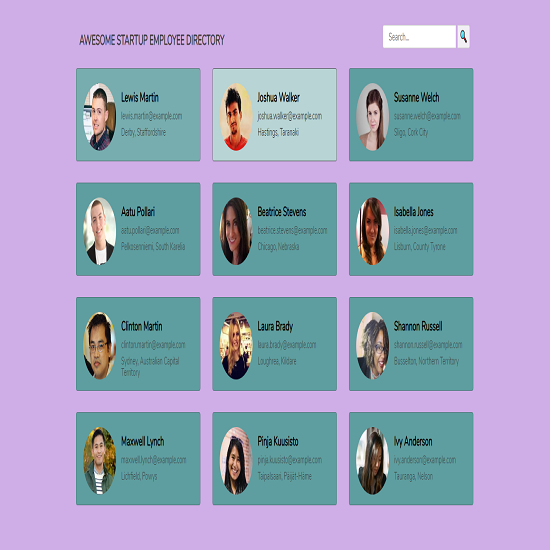 AWESOME STARTUP EMPLOYEE DIRECTORY
Search...
Lewis Martin
lewis.martin@example.com
Derby, Staffordshire
Joshua Walker
joshua.walker@example.com
Hastings, Taranaki
Susanne Welch
susanne.welch@example.com
Sligo, Cork City
Aatu Pollari
aatu.pollari@example.com
Pelkosenniemi, South Karelia
Beatrice Stevens
beatrice.stevens@example.com
Chicago, Nebraska
Isabella Jones
isabella.jones@example.com
Lisburn, County Tyrone
Clinton Martin
clinton.martin@example.com
Sydney, Australian Capital
Territory
Laura Brady
laura.brady@example.com
Loughrea, Kildare
Shannon Russell
shannon.russell@example.com
Busselton, Northern Territory
Maxwell Lynch
maxwell.lynch@example.com
Lichfield, Powys
Pinja Kuusisto
pinja.kuusisto@example.com
Taipalsaari, Päijät-Häme
Ivy Anderson
ivy.anderson@example.com
Tauranga, Nelson